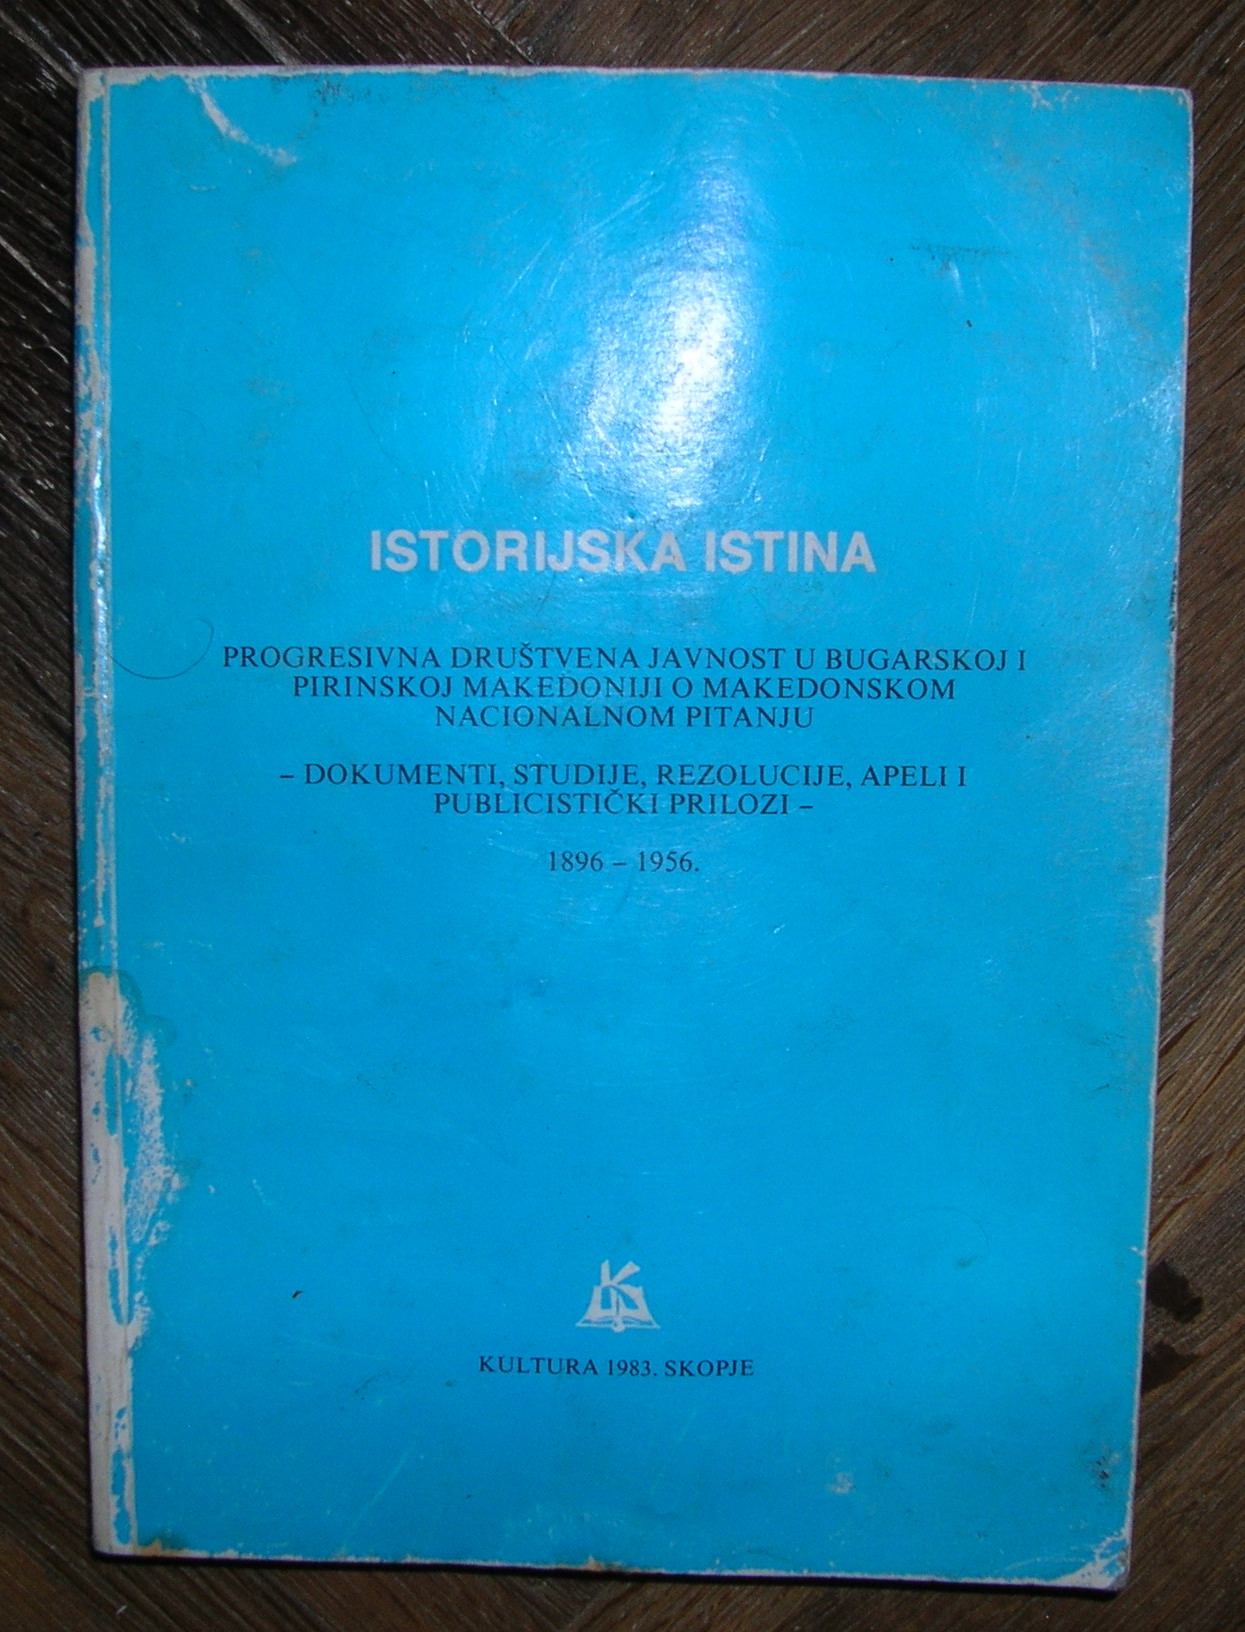 ISTORIJSKA ISTINA
PROGRESIVNA DRUŠTVENA JAVNOST U BUGARSKOJ I
PIRINSKOJ MAKEDONIJI O MAKEDONSKOM
NACIONALNOM PITANJU
– DOKUMENTI, STUDIJE, REZOLUCIJE, APELI I
PUBLICISTIČKI PRILOZI –
1896 – 1956.
KULTURA 1983. SKOPJE